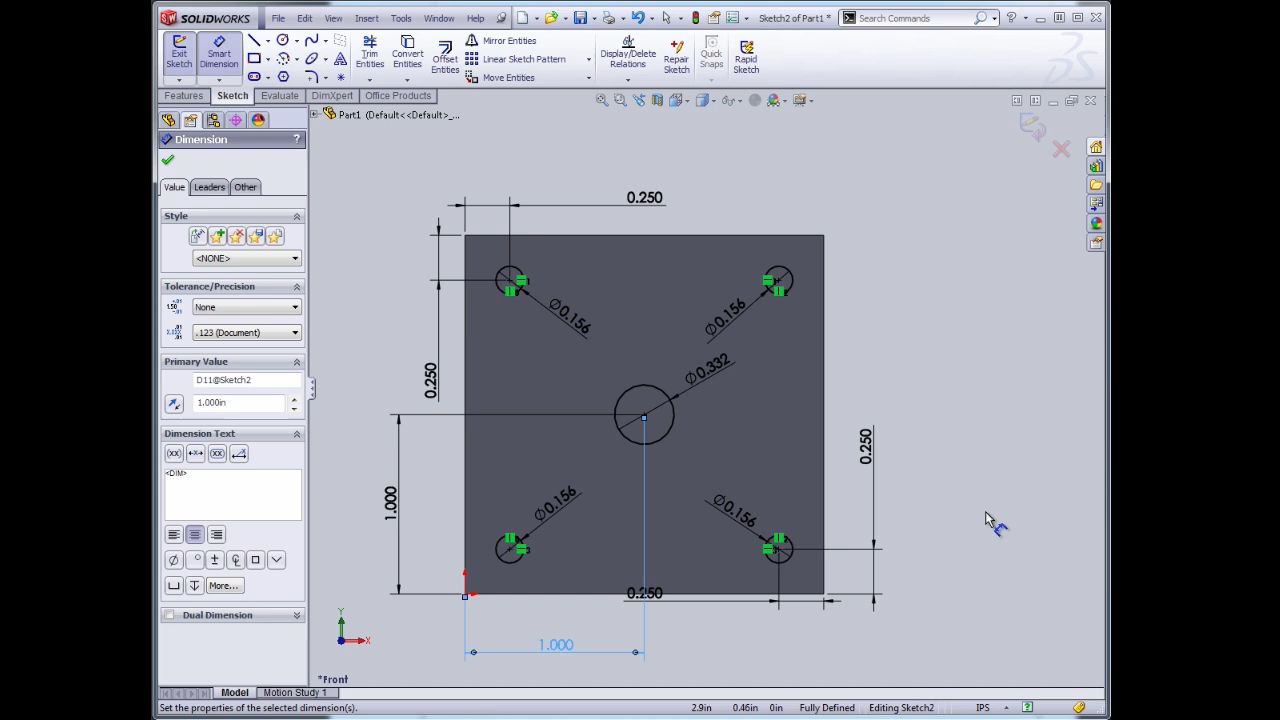 SOLIDWORKS File Edit View Insert Tools Window Help Sketch2 of Part1 * Search Commands
Exit Sketch Smart Dimension Trim Entities Convert Entities Offset Entities Mirror Entities Linear Sketch Pattern Move Entities Display/Delete Relations Repair Sketch Quick Snaps Rapid Sketch
Features Sketch Evaluate DimXpert Office Products
Part1 (Default<<Default>_...
Dimension ?
Value Leaders Other
Style
<NONE>
Tolerance/Precision
None
.123 (Document)
Primary Value
D11@Sketch2
1.000in
Dimension Text
<DIM>
More...
Dual Dimension
0.250
0.250
Ø0.156
Ø0.156
Ø0.332
1.000
0.250
Ø0.156
Ø0.156
0.250
1.000
Y
X
*Front
Model Motion Study 1
Set the properties of the selected dimension(s). 2.9in 0.46in 0in Fully Defined Editing Sketch2 IPS